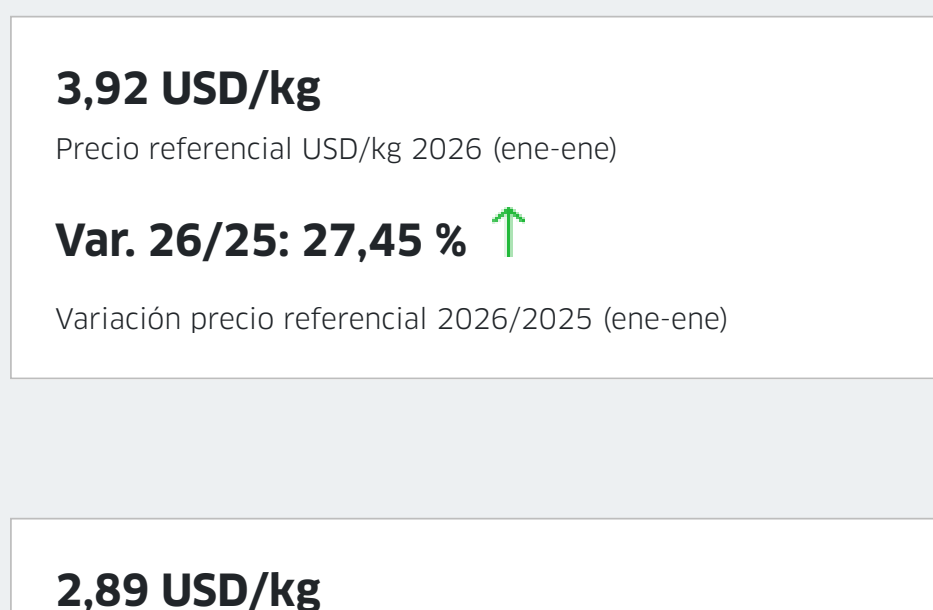 3,92 USD/kg
Precio referencial USD/kg 2026 (ene-ene)
Var. 26/25: 27,45 %
Variación precio referencial 2026/2025 (ene-ene)
2,89 USD/kg